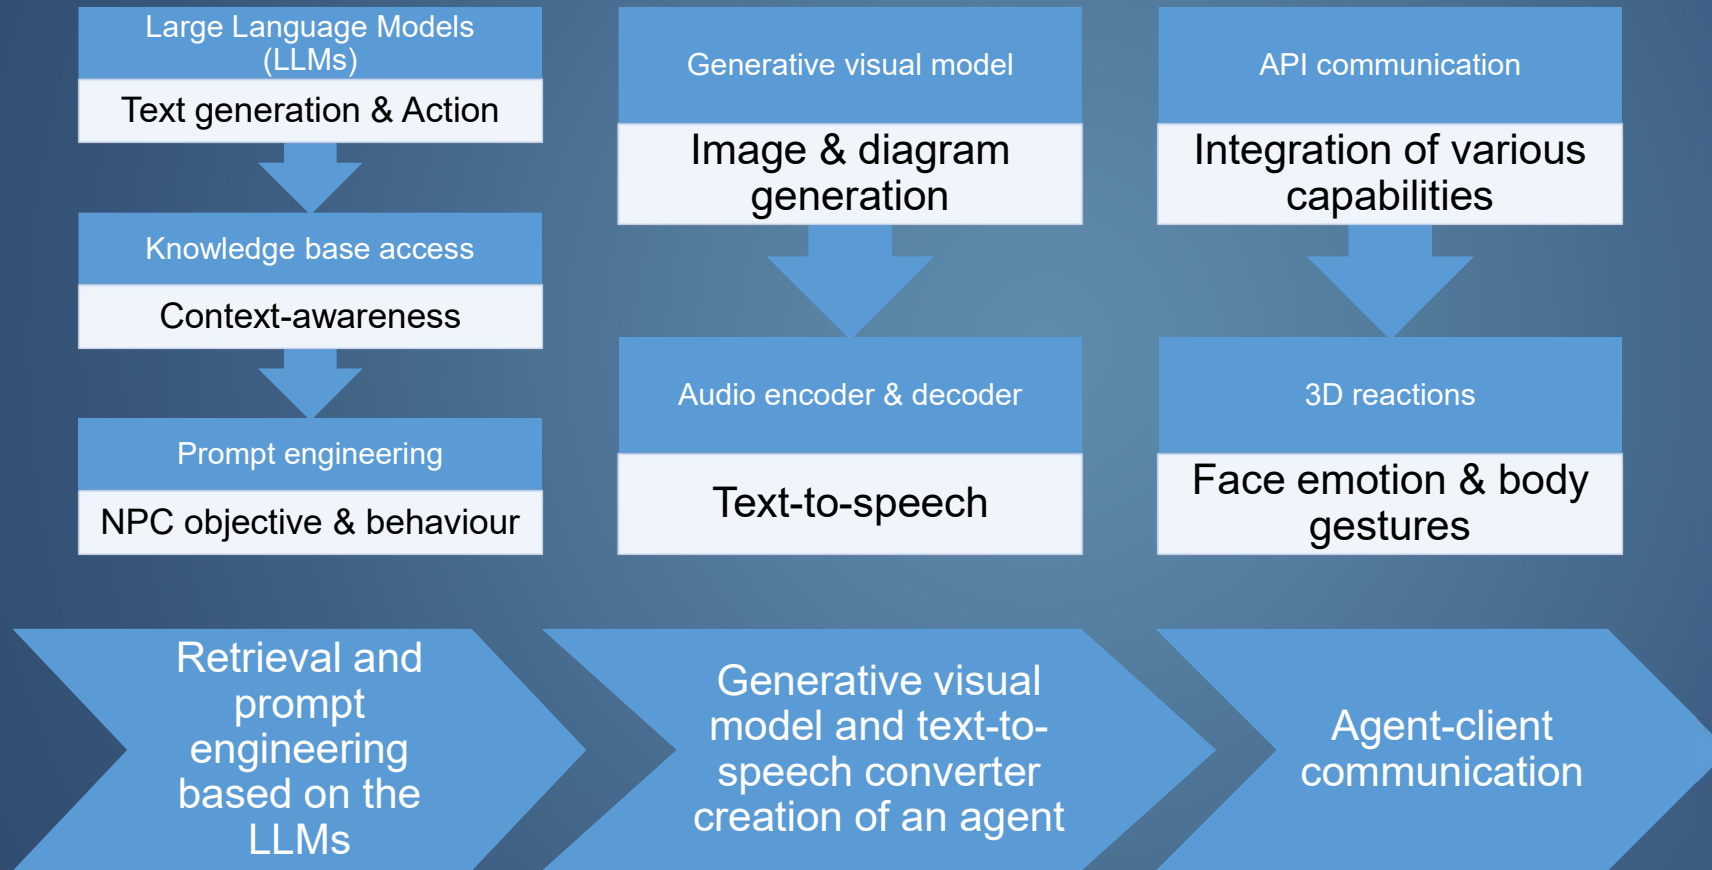 Large Language Models
(LLMs)
Text generation & Action
Knowledge base access
Context-awareness
Prompt engineering
NPC objective & behaviour
Generative visual model
Image & diagram
generation
Audio encoder & decoder
Text-to-speech
API communication
Integration of various
capabilities
3D reactions
Face emotion & body
gestures
Retrieval and
prompt
engineering
based on the
LLMs
Generative visual
model and text-to-
speech converter
creation of an agent
Agent-client
communication